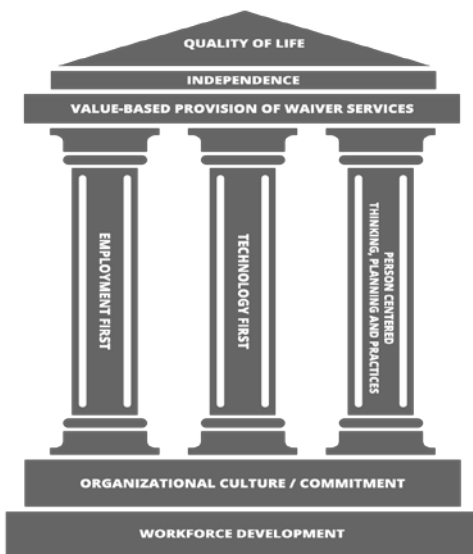 QUALITY OF LIFE
INDEPENDENCE
VALUE-BASED PROVISION OF WAIVER SERVICES
EMPLOYMENT FIRST
TECHNOLOGY FIRST
PERSON CENTERED
THINKING, PLANNING AND PRACTICES
ORGANIZATIONAL CULTURE / COMMITMENT
WORKFORCE DEVELOPMENT